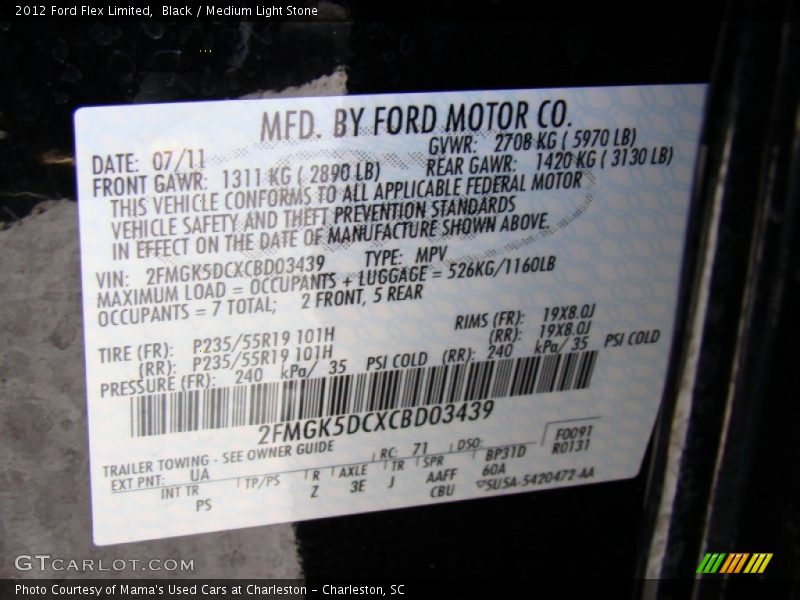 2012 Ford Flex Limited, Black / Medium Light Stone
MFD. BY FORD MOTOR CO.
DATE: 07/11 GVWR: 2708 KG ( 5970 LB)
FRONT GAWR: 1311 KG ( 2890 LB) REAR GAWR: 1420 KG ( 3130 LB)
THIS VEHICLE CONFORMS TO ALL APPLICABLE FEDERAL MOTOR
VEHICLE SAFETY AND THEFT PREVENTION STANDARDS
IN EFFECT ON THE DATE OF MANUFACTURE SHOWN ABOVE
VIN: 2FMGK5DCXCBD03439 TYPE: MPV
MAXIMUM LOAD = OCCUPANTS + LUGGAGE = 526KG/1160LB
OCCUPANTS = 7 TOTAL; 2 FRONT, 5 REAR
TIRE (FR): P235/55R19 101H RIMS (FR): 19X8.0J
(RR): P235/55R19 101H (RR): 19X8.0J
PRESSURE (FR): 240 kPa/ 35 PSI COLD (RR): 240 kPa/ 35 PSI COLD
2FMGK5DCXCBD03439
TRAILER TOWING - SEE OWNER GUIDE RC: 71 DSO: F0091
EXT PNT: UA BP31D R0131
INT TR TP/PS R AXLE TR SPR 60A
PS Z 3E J AAFF 5U5A-5420472-AA
CBU
GTCARLOT.COM
Photo Courtesy of Mama's Used Cars at Charleston - Charleston, SC